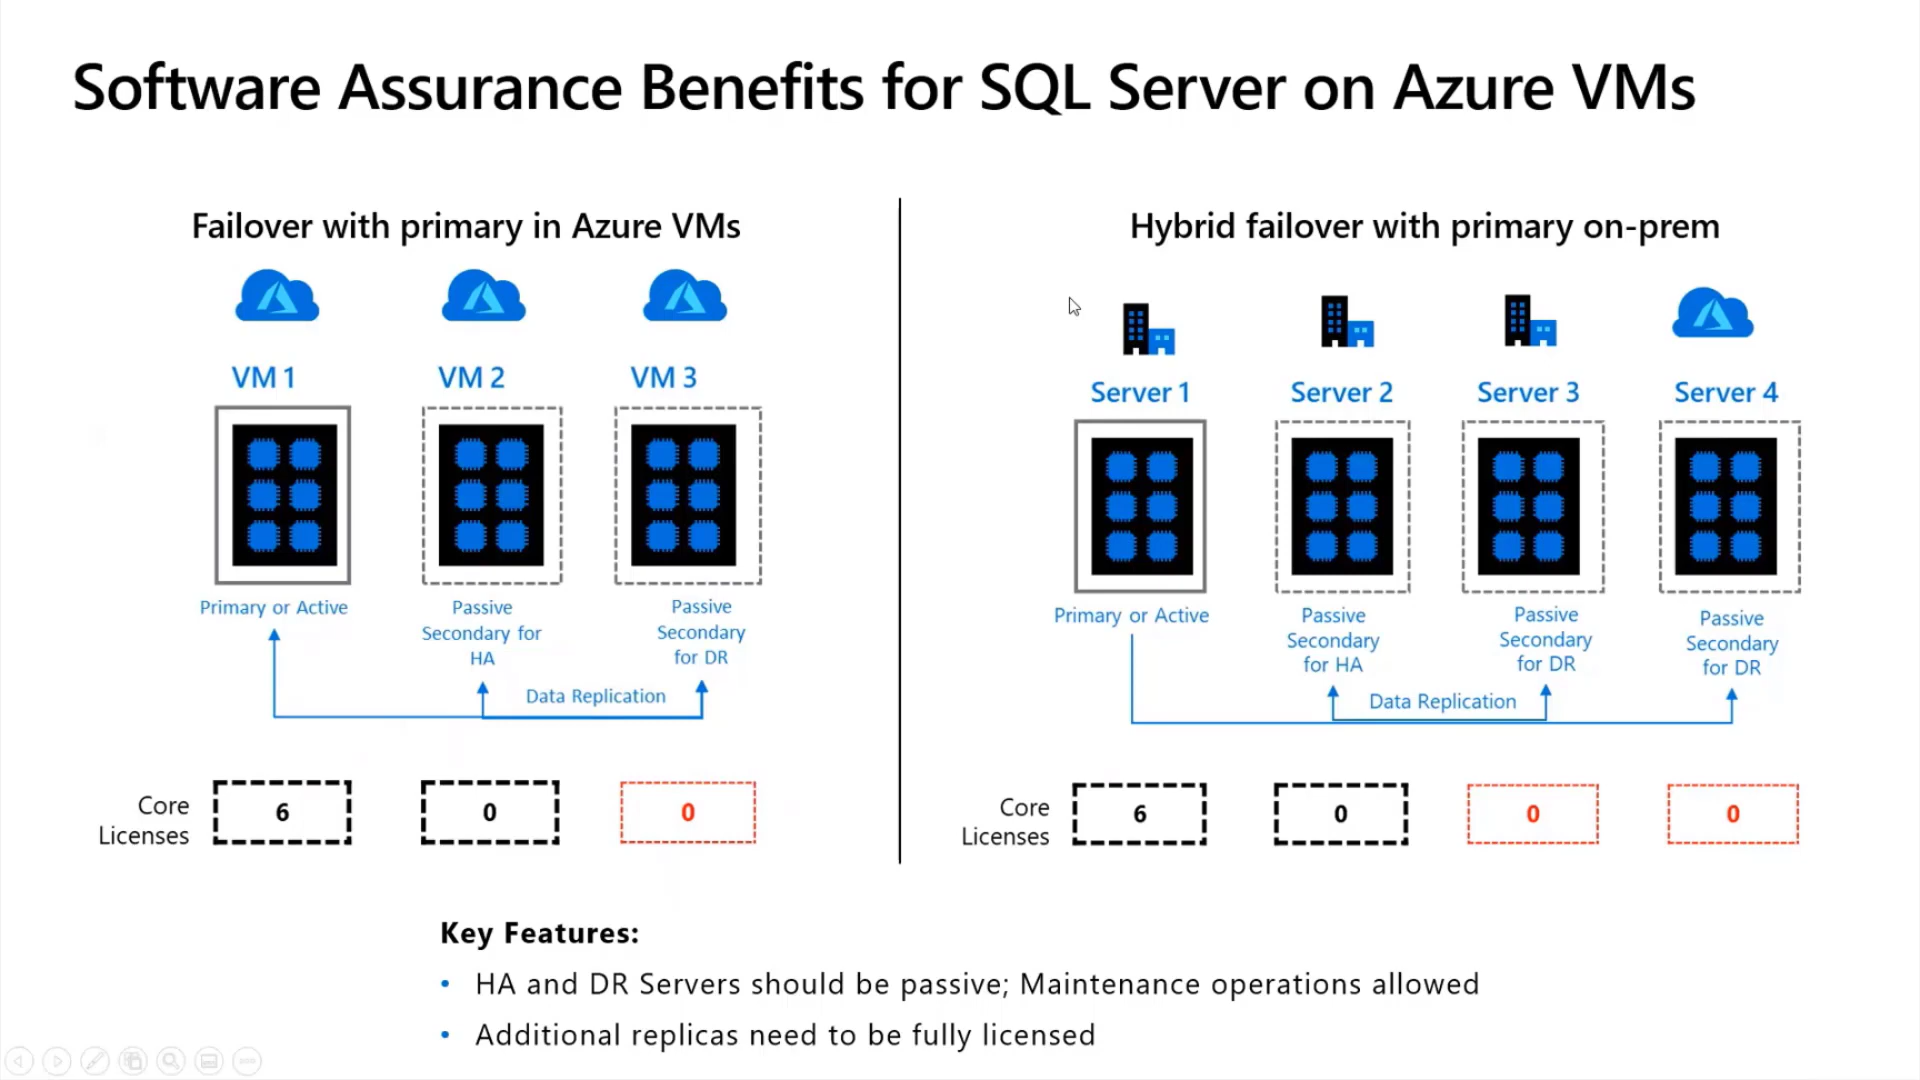 Software Assurance Benefits for SQL Server on Azure VMs
Failover with primary in Azure VMs
VM 1
VM 2
VM 3
Primary or Active
Passive
Secondary for
HA
Passive
Secondary
for DR
Data Replication
Core
Licenses
6
0
0
Hybrid failover with primary on-prem
Server 1
Server 2
Server 3
Server 4
Primary or Active
Passive
Secondary
for HA
Passive
Secondary
for DR
Passive
Secondary
for DR
Data Replication
Core
Licenses
6
0
0
0
Key Features:
• HA and DR Servers should be passive; Maintenance operations allowed
• Additional replicas need to be fully licensed